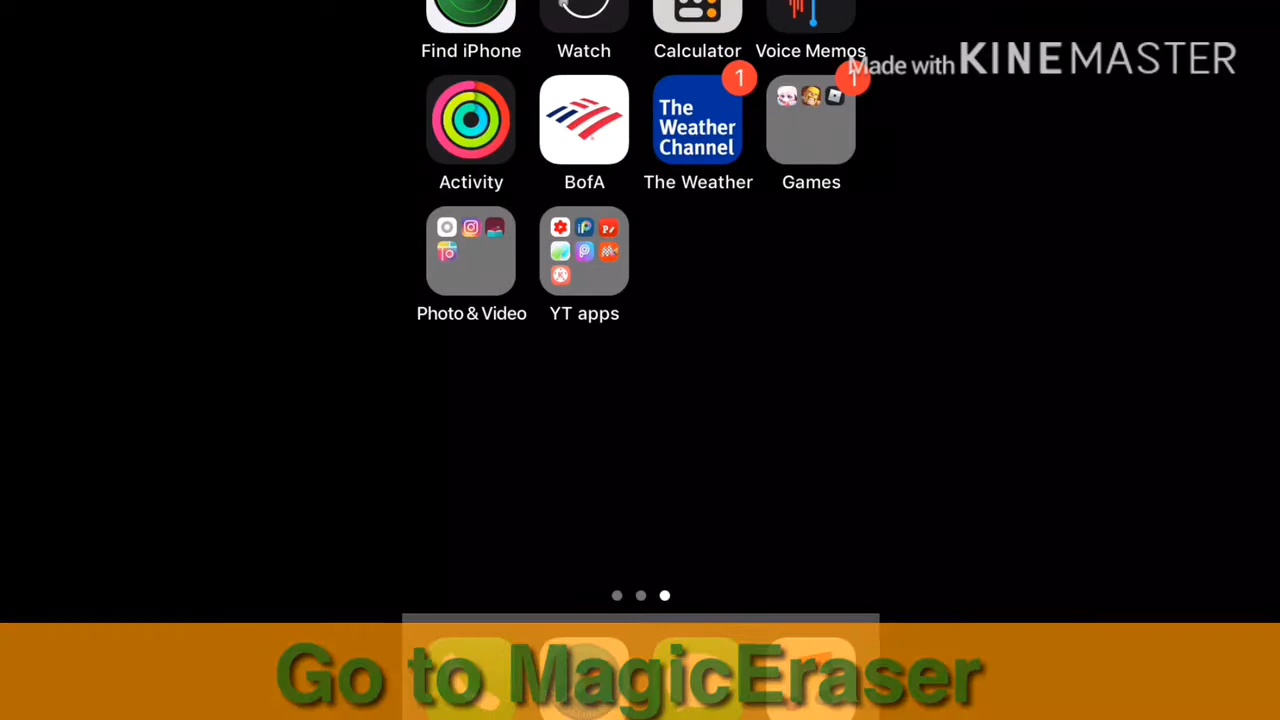 Find iPhone
Watch
Calculator
Voice Memos
Made with KINEMASTER
1
1
The
Weather
Channel
Activity
BofA
The Weather
Games
Photo & Video
YT apps
Go to MagicEraser